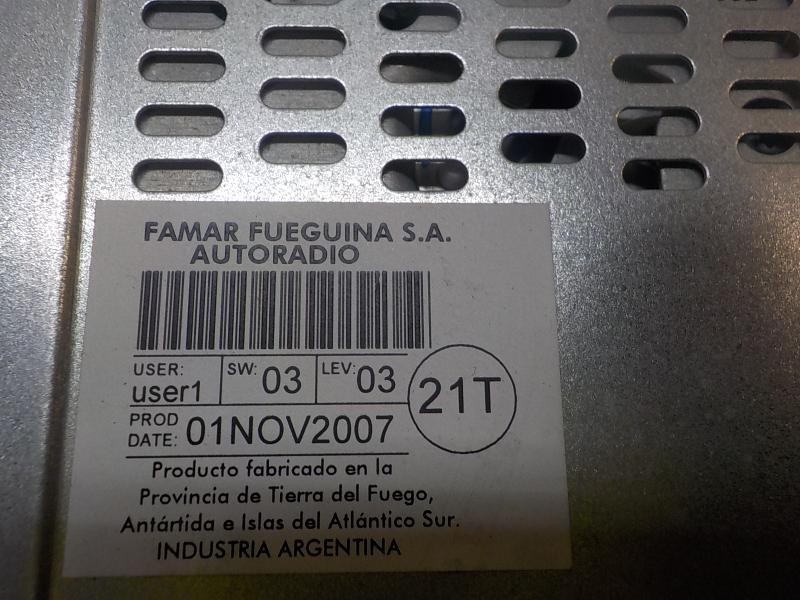 FAMAR FUEGUINA S.A.
AUTORADIO
USER: user1 SW: 03 LEV: 03
21T
PROD DATE: 01NOV2007
Producto fabricado en la
Provincia de Tierra del Fuego,
Antártida e Islas del Atlántico Sur.
INDUSTRIA ARGENTINA